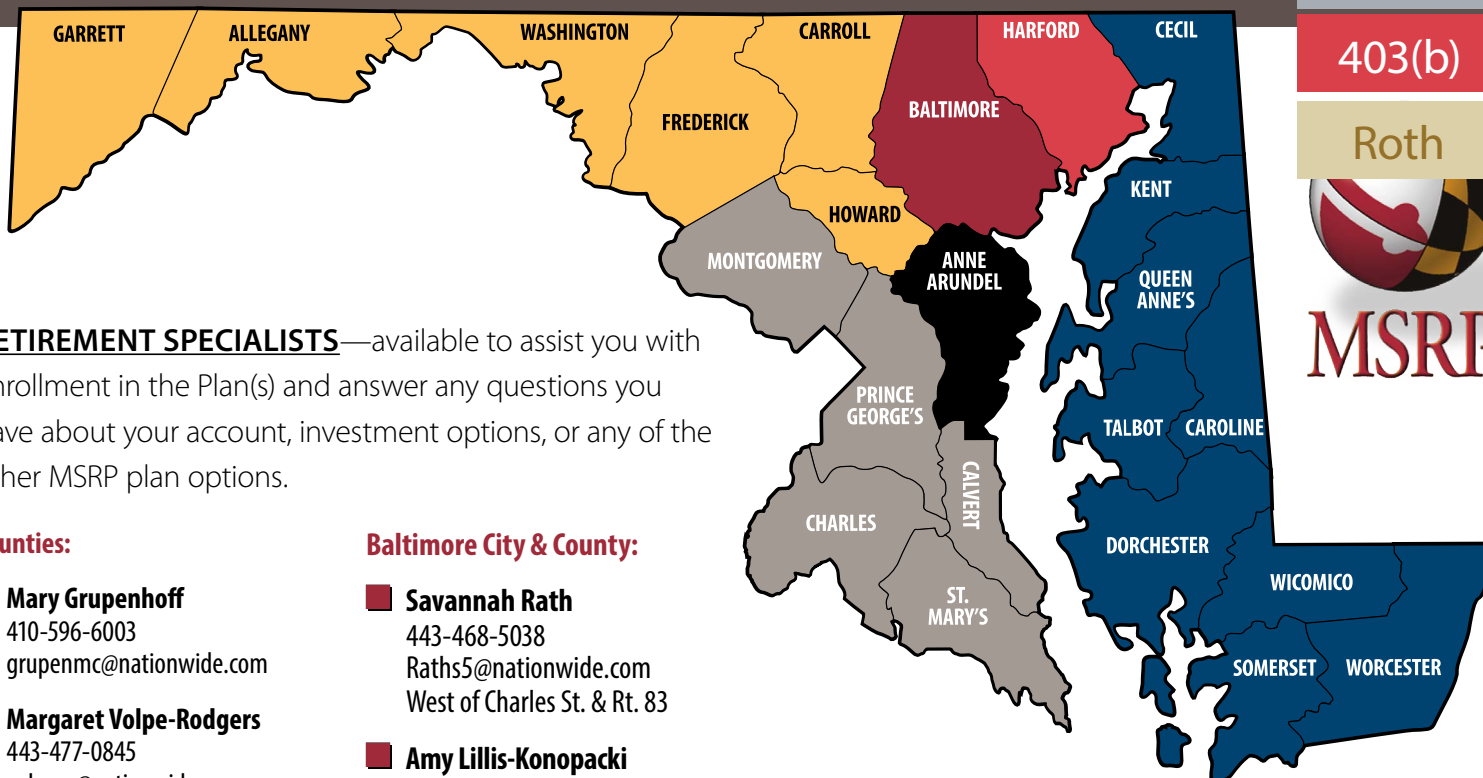 GARRETT
ALLEGANY
WASHINGTON
FREDERICK
CARROLL
BALTIMORE
HARFORD
CECIL
HOWARD
MONTGOMERY
ANNE
ARUNDEL
KENT
QUEEN
ANNE'S
PRINCE
GEORGE'S
TALBOT
CAROLINE
CALVERT
CHARLES
ST.
MARY'S
DORCHESTER
WICOMICO
SOMERSET
WORCESTER
403(b)
Roth
MSRP
ETIREMENT SPECIALISTS—available to assist you with
nrollment in the Plan(s) and answer any questions you
ave about your account, investment options, or any of the
her MSRP plan options.
unties:
Mary Grupenhoff
410-596-6003
grupenmc@nationwide.com
Margaret Volpe-Rodgers
443-477-0845
Baltimore City & County:
Savannah Rath
443-468-5038
Raths5@nationwide.com
West of Charles St. & Rt. 83
Amy Lillis-Konopacki